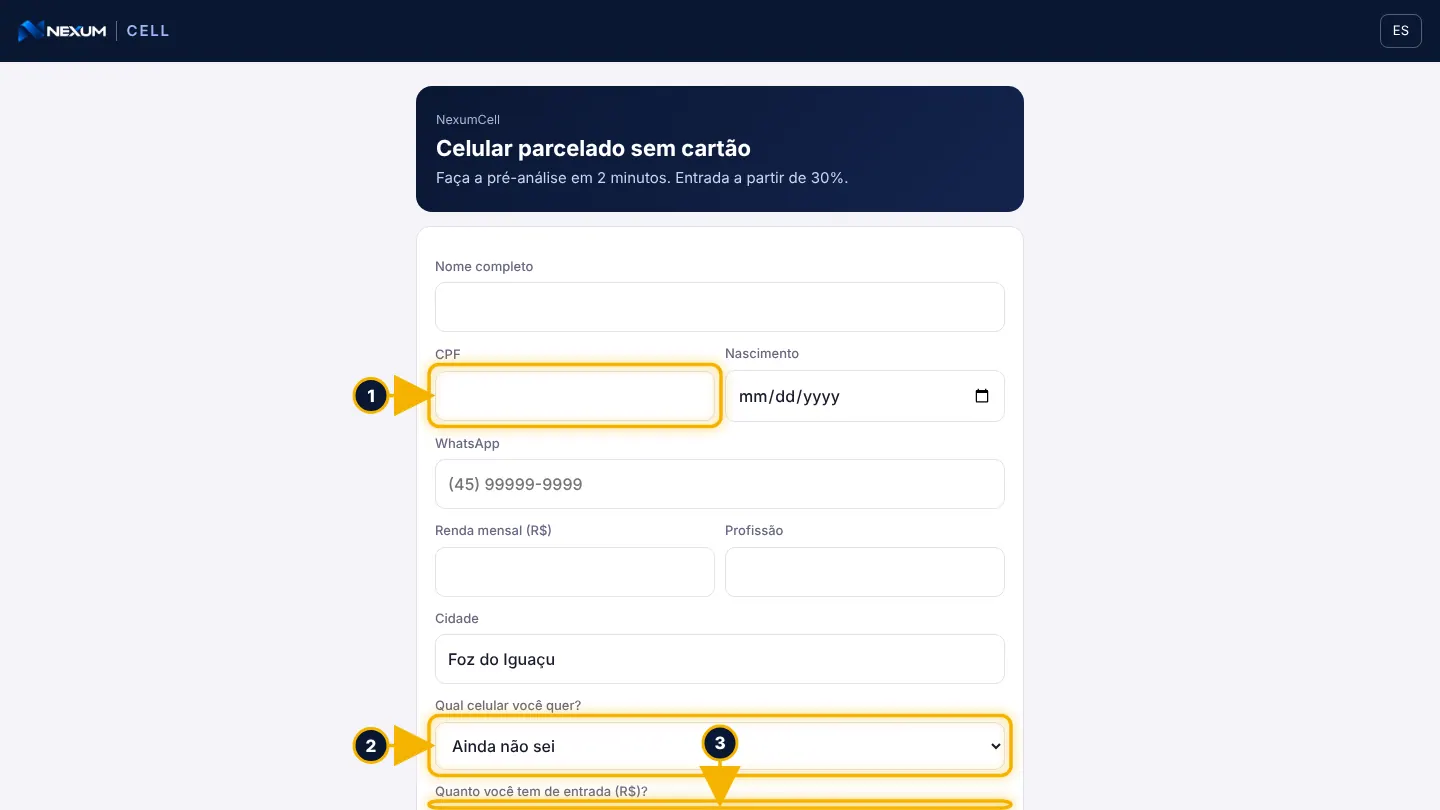 NEXUM CELL
ES
NexumCell
Celular parcelado sem cartão
Faça a pré-análise em 2 minutos. Entrada a partir de 30%.
Nome completo
CPF
Nascimento
1
mm/dd/yyyy
WhatsApp
(45) 99999-9999
Renda mensal (R$)
Profissão
Cidade
Foz do Iguaçu
Qual celular você quer?
2
Ainda não sei
3
Quanto você tem de entrada (R$)?